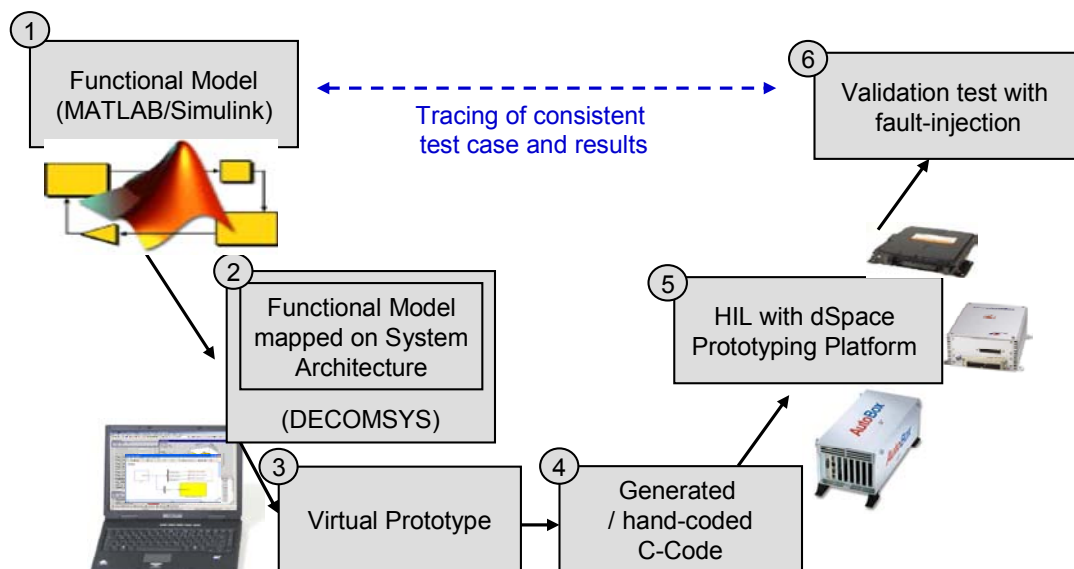 1
Functional Model
(MATLAB/Simulink)
Tracing of consistent
test case and results
6
Validation test with
fault-injection
2
Functional Model
mapped on System
Architecture
(DECOMSYS)
5
HIL with dSpace
Prototyping Platform
AutoBox
AutoBox
3
Virtual Prototype
4
Generated
/ hand-coded
C-Code